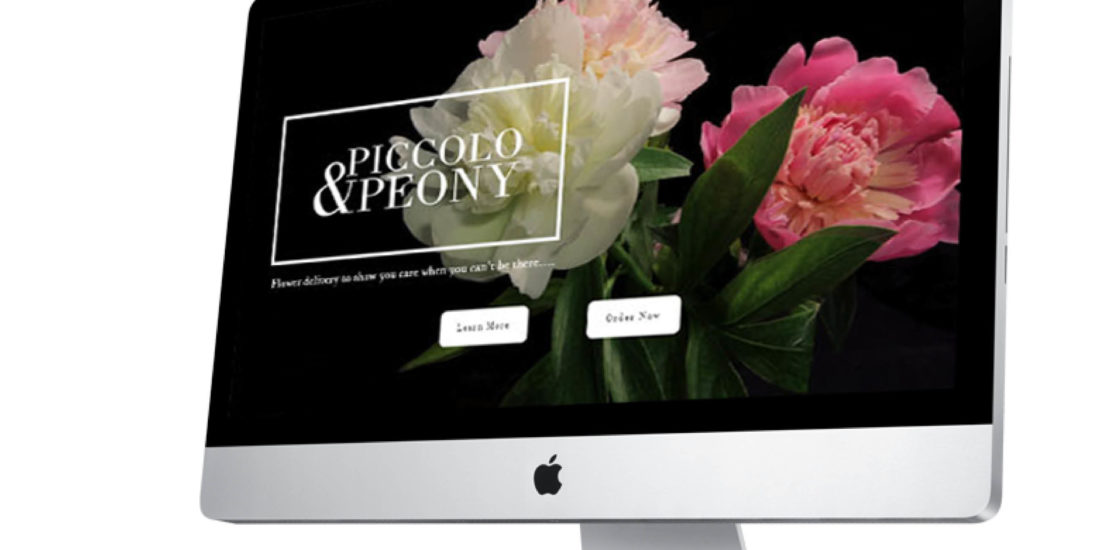 PICCOLO
&PEONY
Flower delivery to show you care when you can't be there.....
Learn More
Order Now